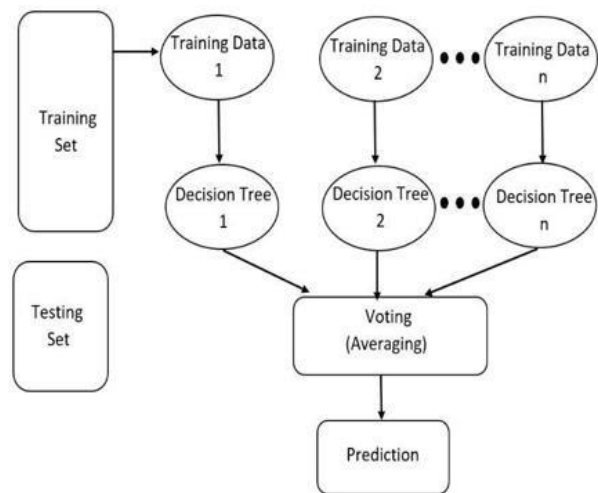 Training Data
1
Training Data
2
Training Data
n
Training
Set
Decision Tree
1
Decision Tree
2
Decision Tree
n
Testing
Set
Voting
(Averaging)
Prediction